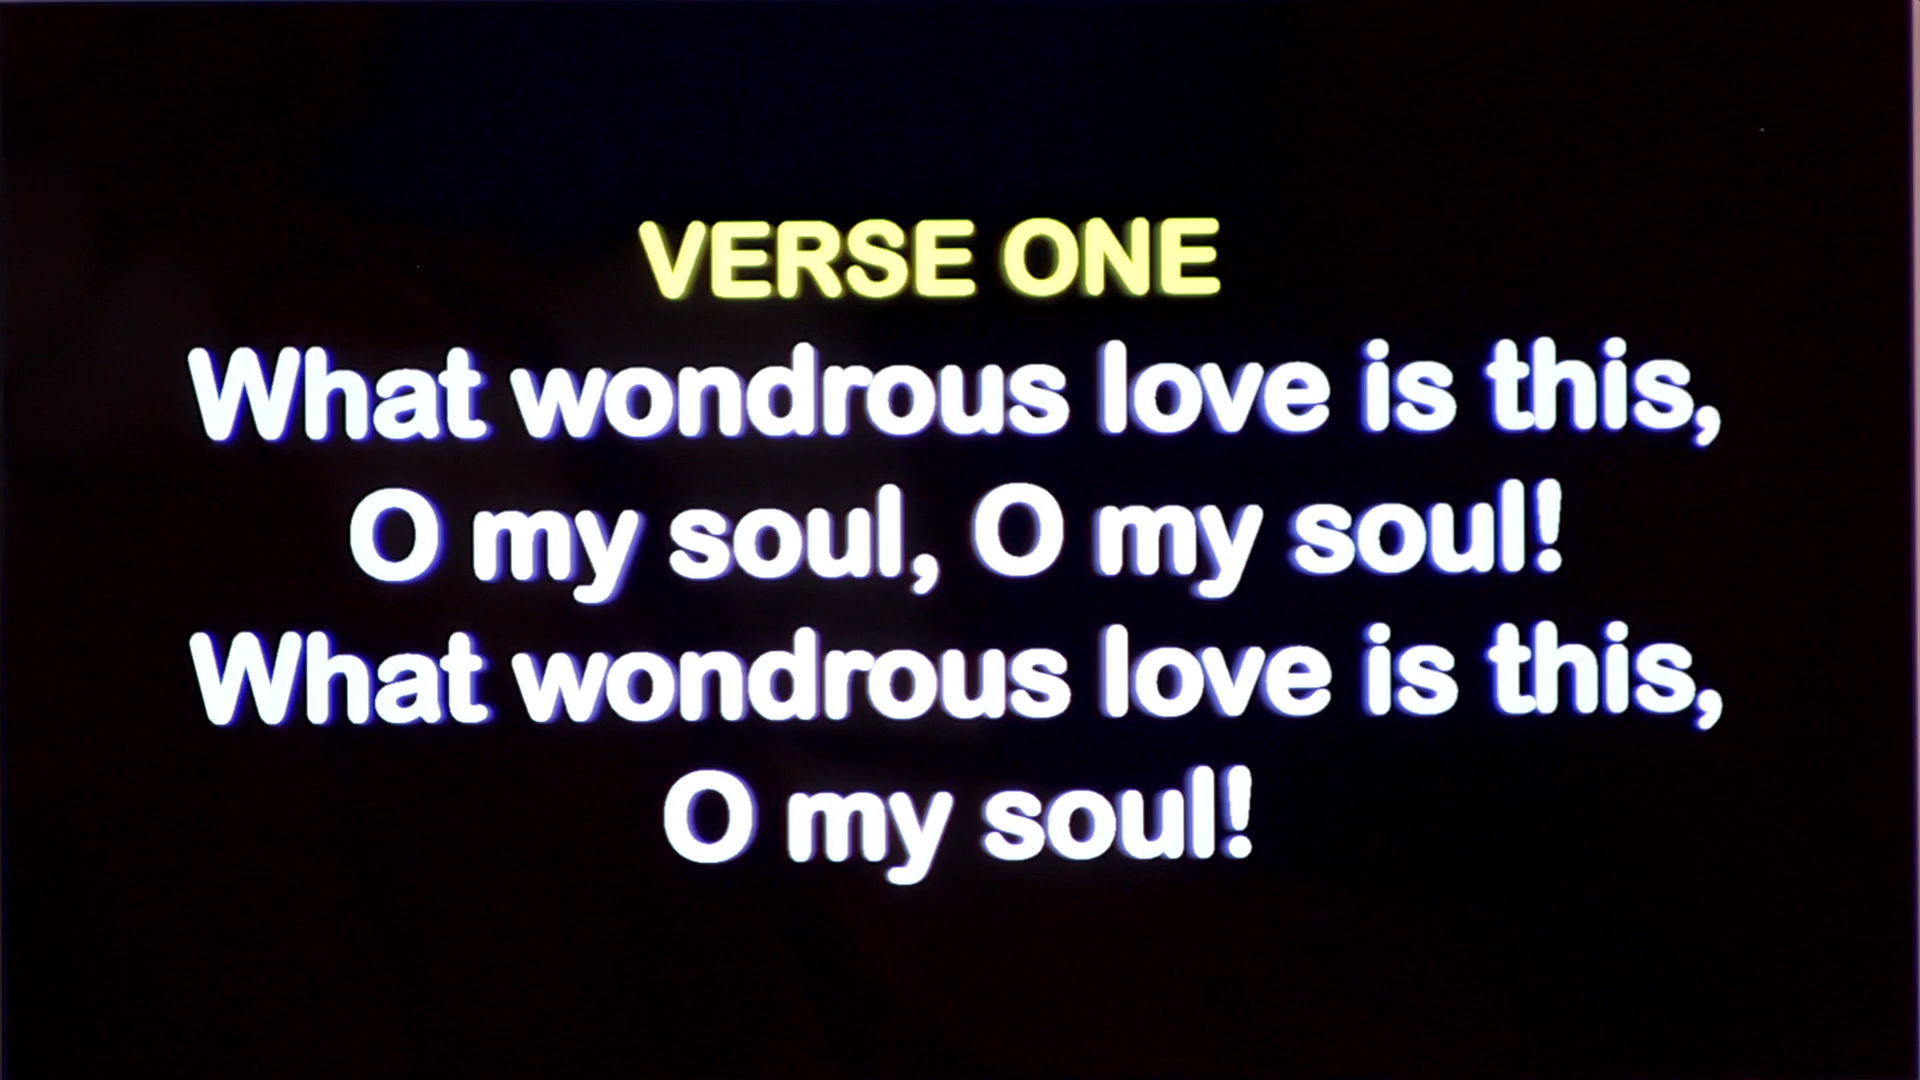 VERSE ONE
What wondrous love is this,
O my soul, O my soul!
What wondrous love is this,
O my soul!